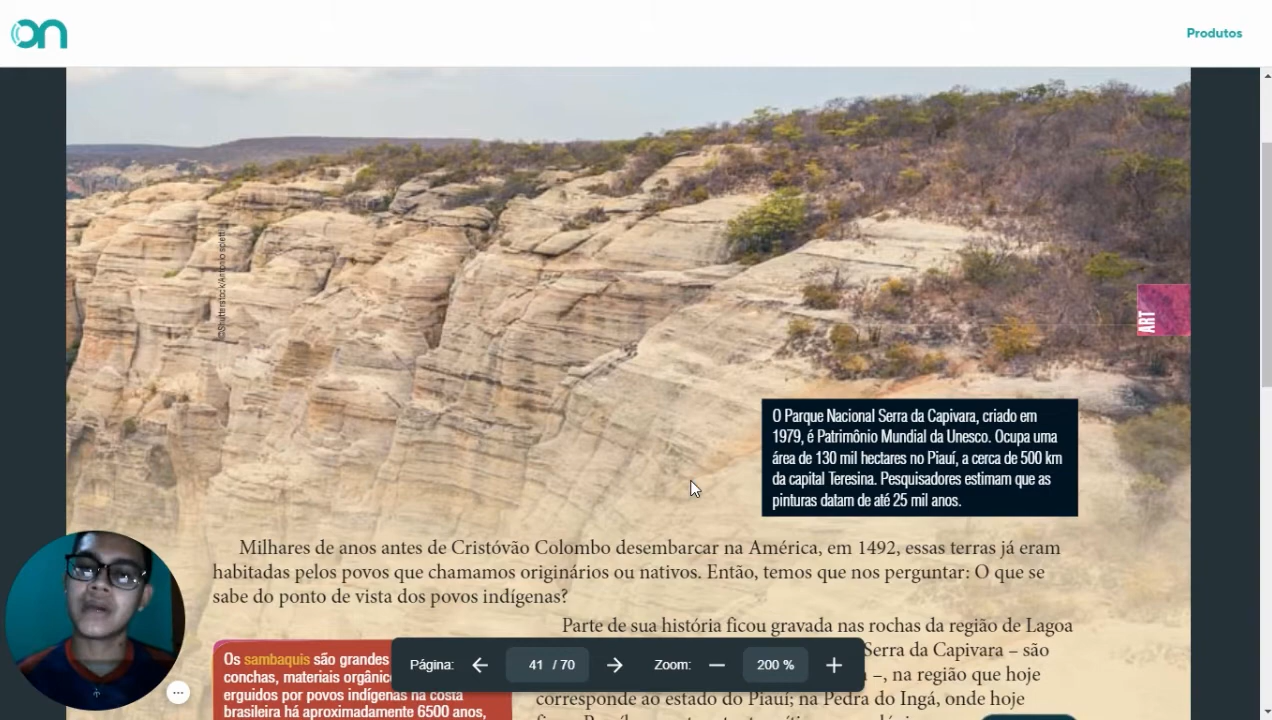 on
Produtos
©Shutterstock/Antonio scieti
ART
O Parque Nacional Serra da Capivara, criado em
1979, é Patrimônio Mundial da Unesco. Ocupa uma
área de 130 mil hectares no Piauí, a cerca de 500 km
da capital Teresina. Pesquisadores estimam que as
pinturas datam de até 25 mil anos.
Milhares de anos antes de Cristóvão Colombo desembarcar na América, em 1492, essas terras já eram
habitadas pelos povos que chamamos originários ou nativos. Então, temos que nos perguntar: O que se
sabe do ponto de vista dos povos indígenas?
Os sambaquis são grandes
conchas, materiais orgânic
erguidos por povos indígenas na costa
brasileira há aproximadamente 6500 anos,
Parte de sua história ficou gravada nas rochas da região de Lagoa
Serra da Capivara – são
–, na região que hoje
corresponde ao estado do Piauí; na Pedra do Ingá, onde hoje
Página: 41 / 70 Zoom: 200 %